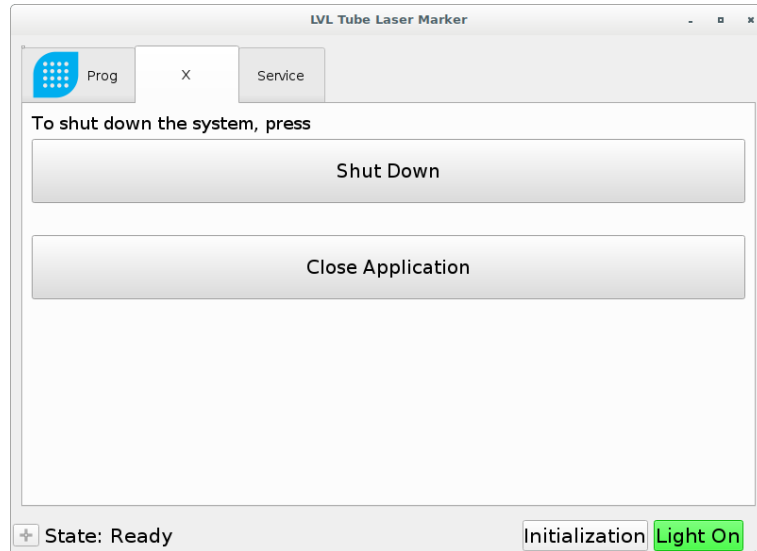 LVL Tube Laser Marker
Prog X Service
To shut down the system, press
Shut Down
Close Application
State: Ready Initialization Light On